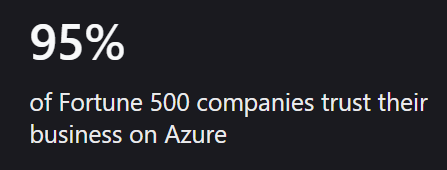 95%
of Fortune 500 companies trust their
business on Azure